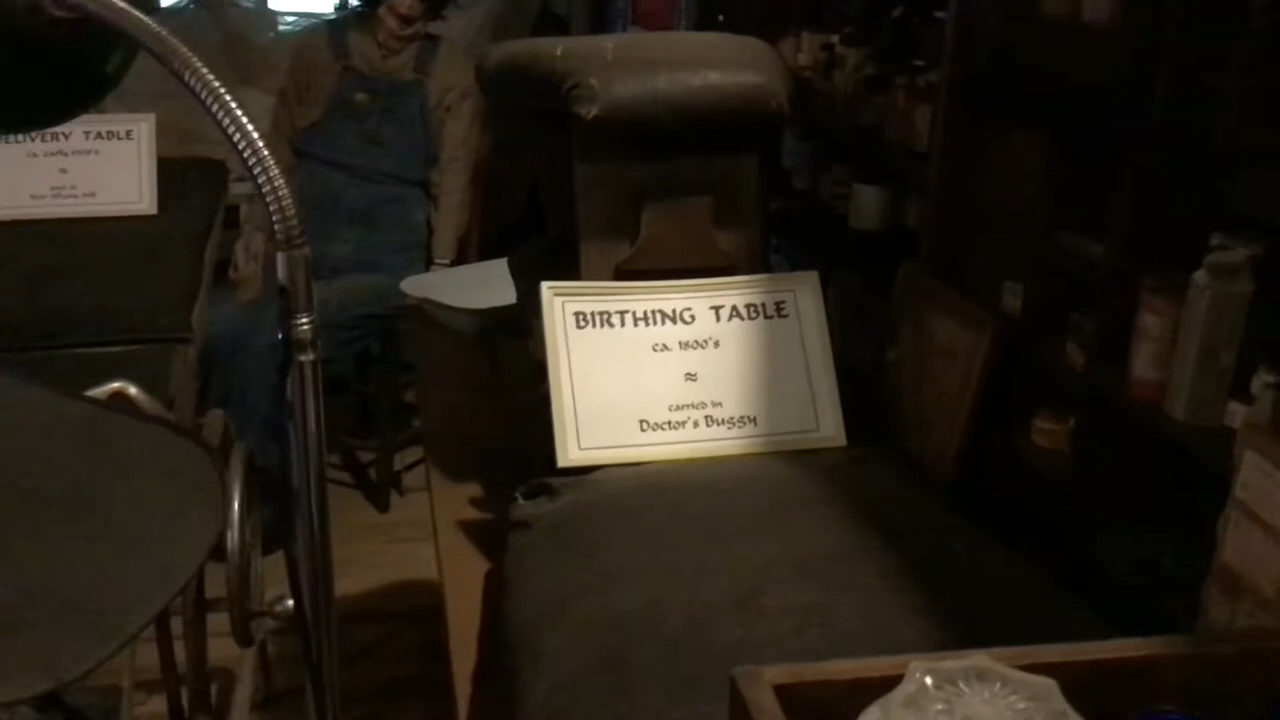 DELIVERY TABLE
BIRTHING TABLE
ca. 1800's
≈
carried in
Doctor's Buggy